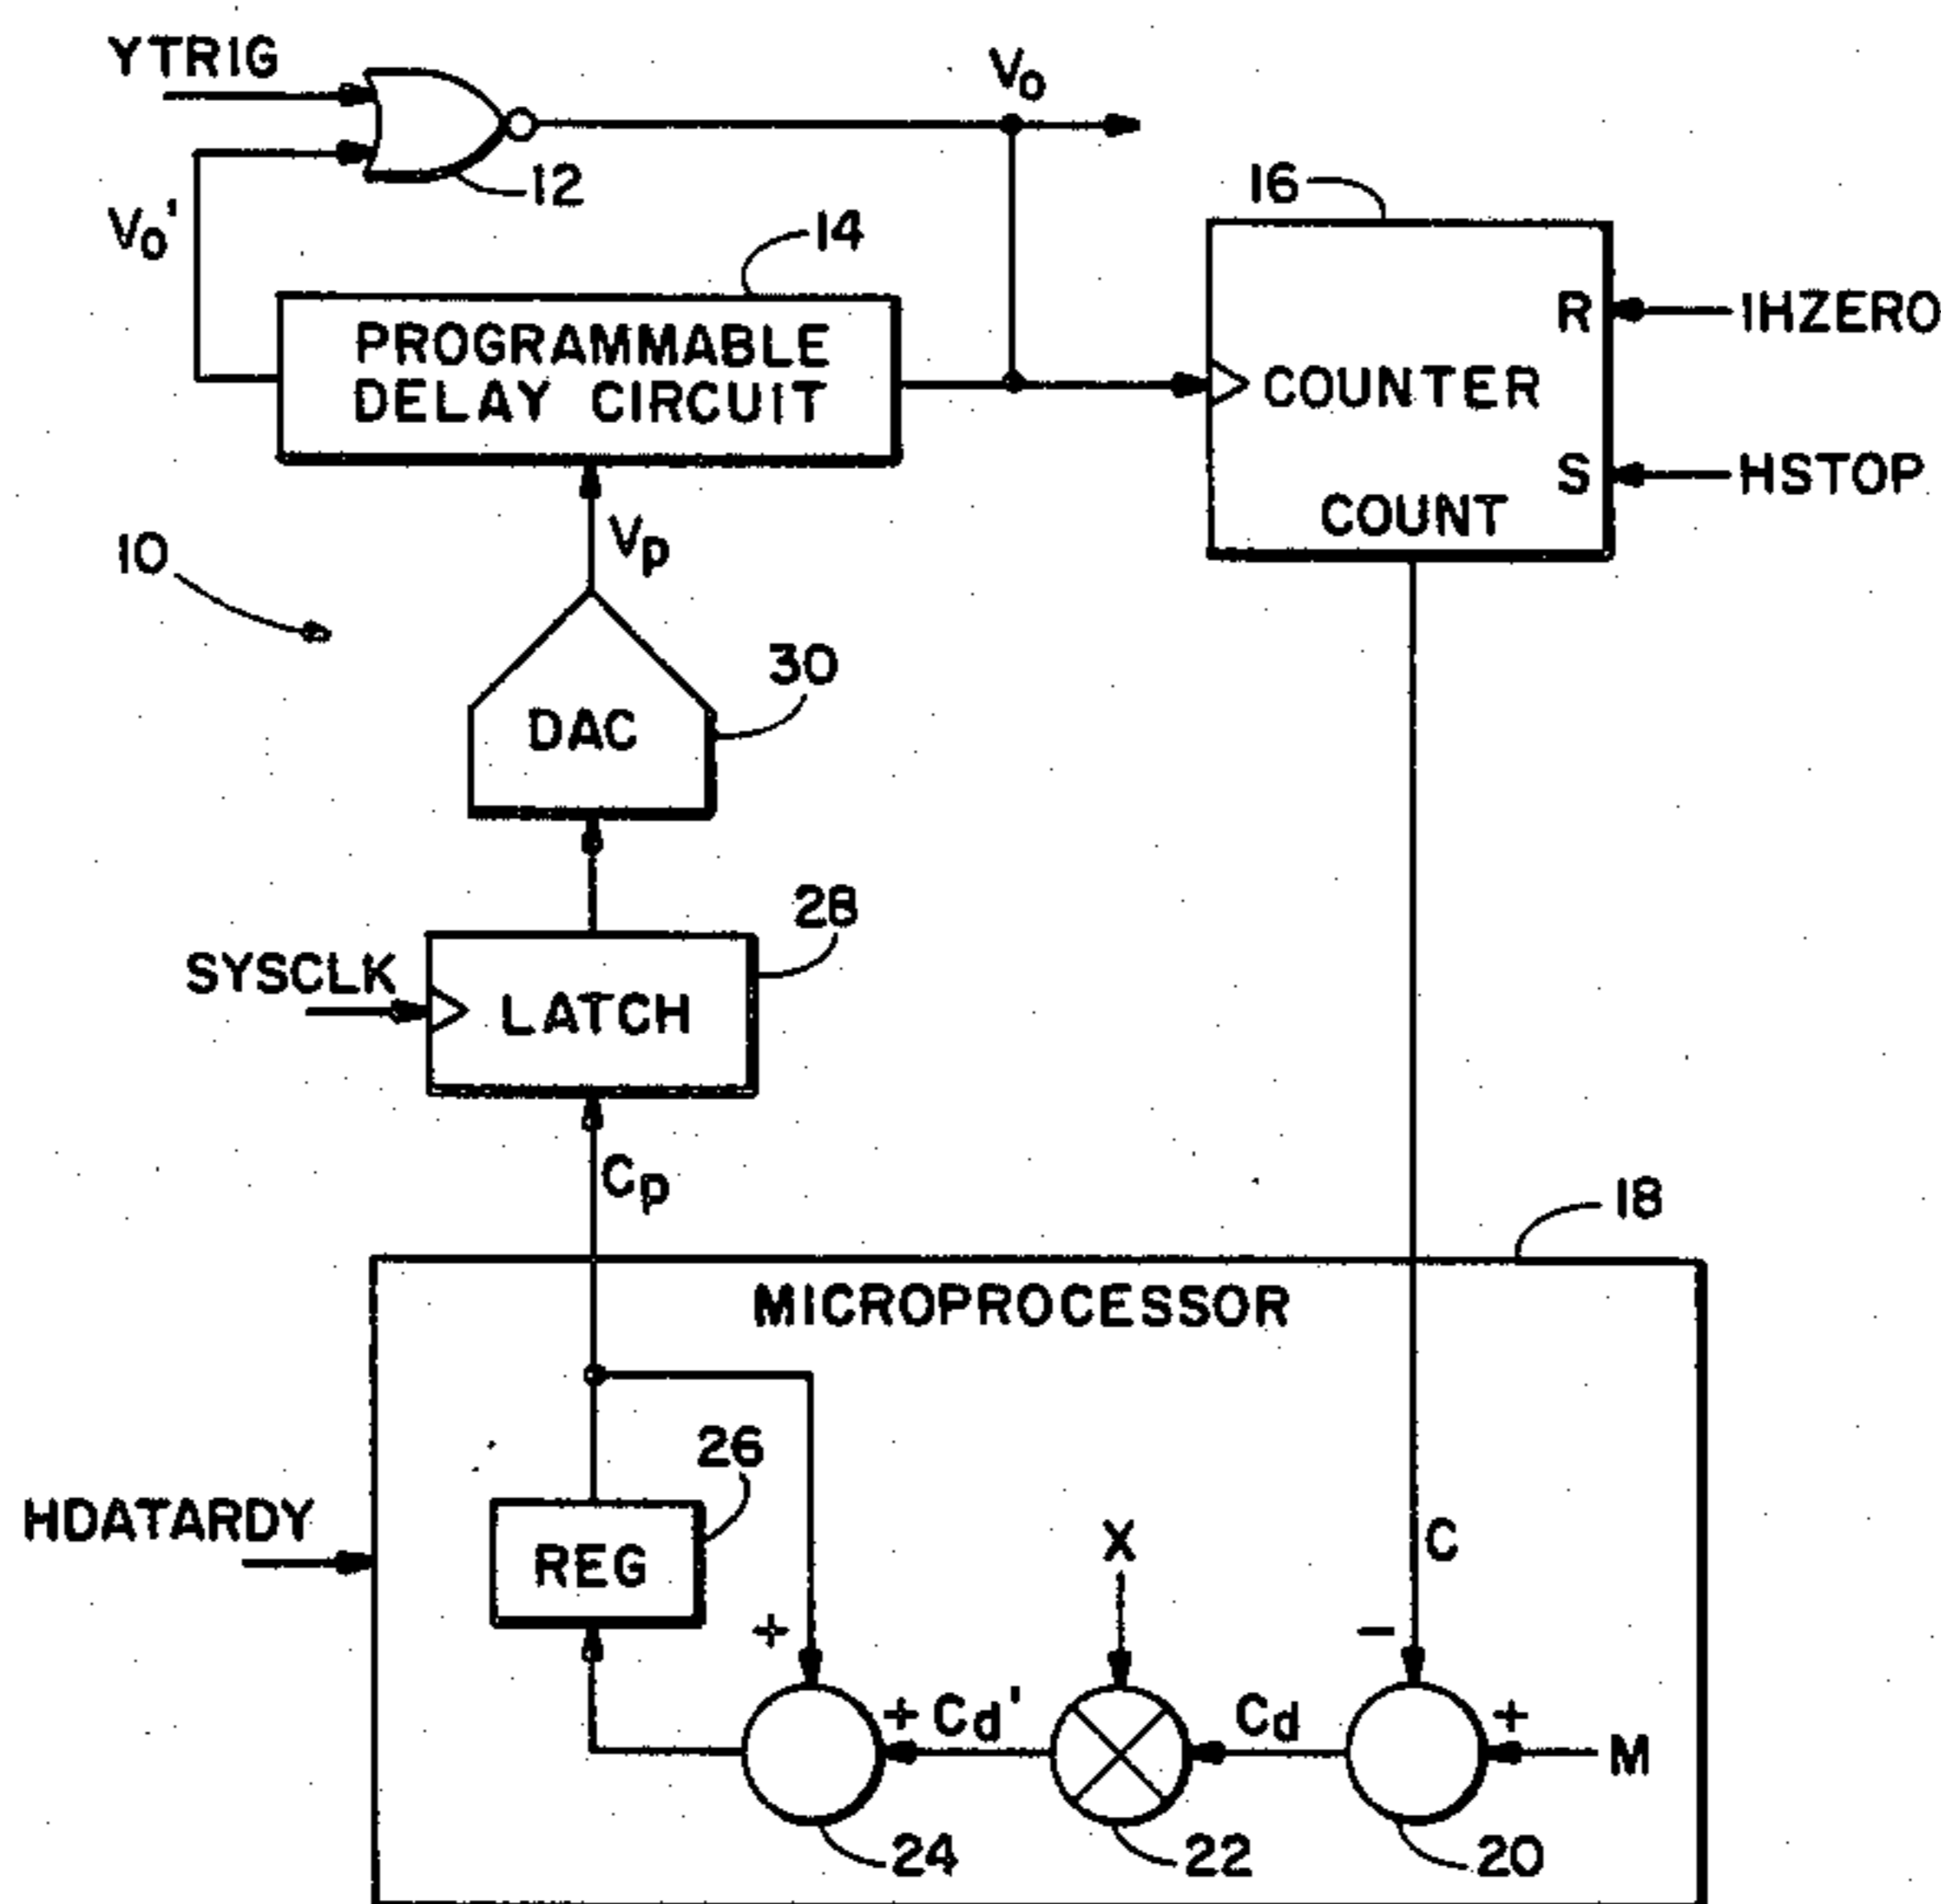 YTRIG
Vo
12
Vo'
14
16
PROGRAMMABLE
DELAY CIRCUIT
R
1HZERO
COUNTER
S
HSTOP
COUNT
Vp
10
30
DAC
28
SYSCLK
LATCH
Cp
18
MICROPROCESSOR
26
HDATARDY
REG
X
C
+
-
+ Cd'
Cd
+
M
24
22
20